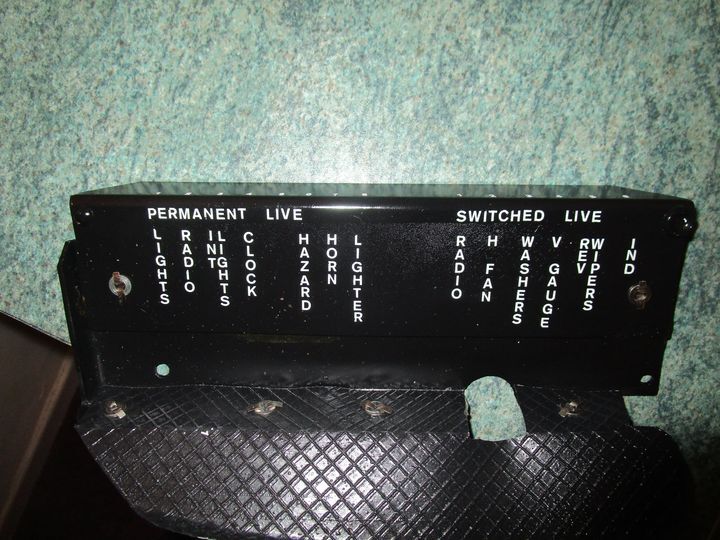 PERMANENT LIVE
LIGHTS
RADIO
INT
LIGHTS
CLOCK
HAZARD
HORN
LIGHTER
SWITCHED LIVE
RADIO
H FAN
WASHERS
V GAUGE
REV
WIPERS
IND